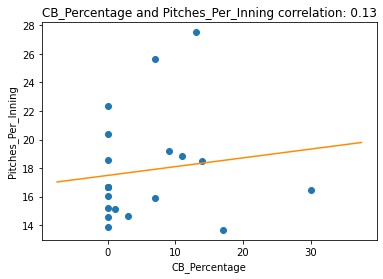 CB_Percentage and Pitches_Per_Inning correlation: 0.13
28
26
24
22
20
18
16
14
Pitches_Per_Inning
0 10 20 30
CB_Percentage